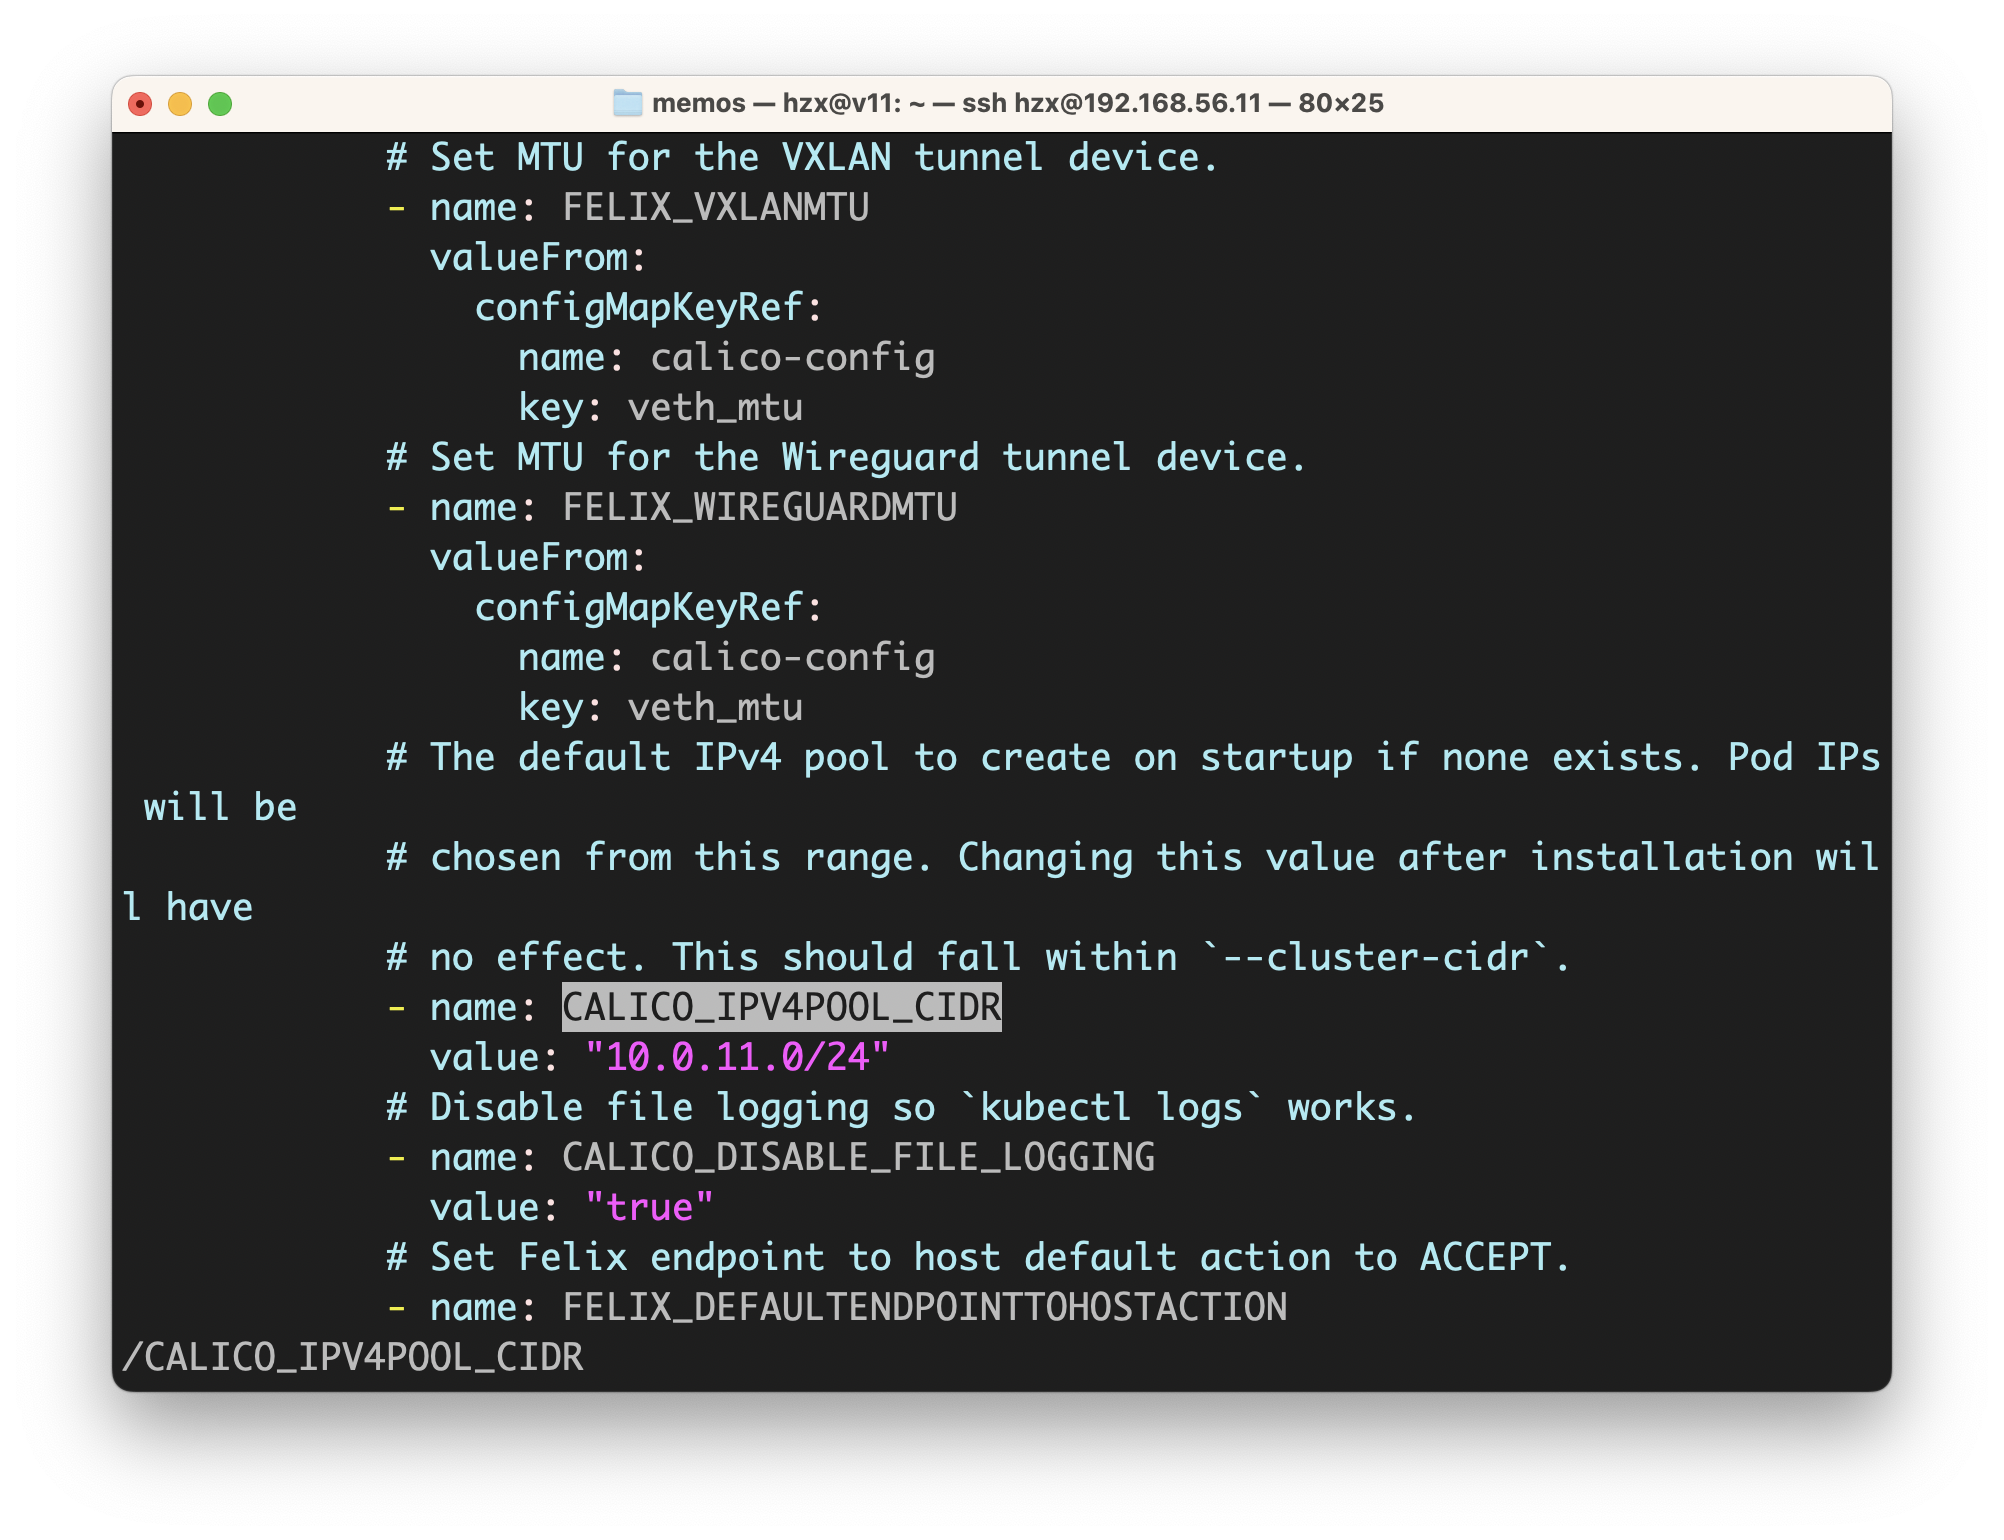 memos — hzx@v11: ~ — ssh hzx@192.168.56.11 — 80×25
# Set MTU for the VXLAN tunnel device.
- name: FELIX_VXLANMTU
valueFrom:
configMapKeyRef:
name: calico-config
key: veth_mtu
# Set MTU for the Wireguard tunnel device.
- name: FELIX_WIREGUARDMTU
valueFrom:
configMapKeyRef:
name: calico-config
key: veth_mtu
# The default IPv4 pool to create on startup if none exists. Pod IPs
will be
# chosen from this range. Changing this value after installation wil
l have
# no effect. This should fall within `--cluster-cidr`.
- name: CALICO_IPV4POOL_CIDR
value: "10.0.11.0/24"
# Disable file logging so `kubectl logs` works.
- name: CALICO_DISABLE_FILE_LOGGING
value: "true"
# Set Felix endpoint to host default action to ACCEPT.
- name: FELIX_DEFAULTENDPOINTTOHOSTACTION
/CALICO_IPV4POOL_CIDR